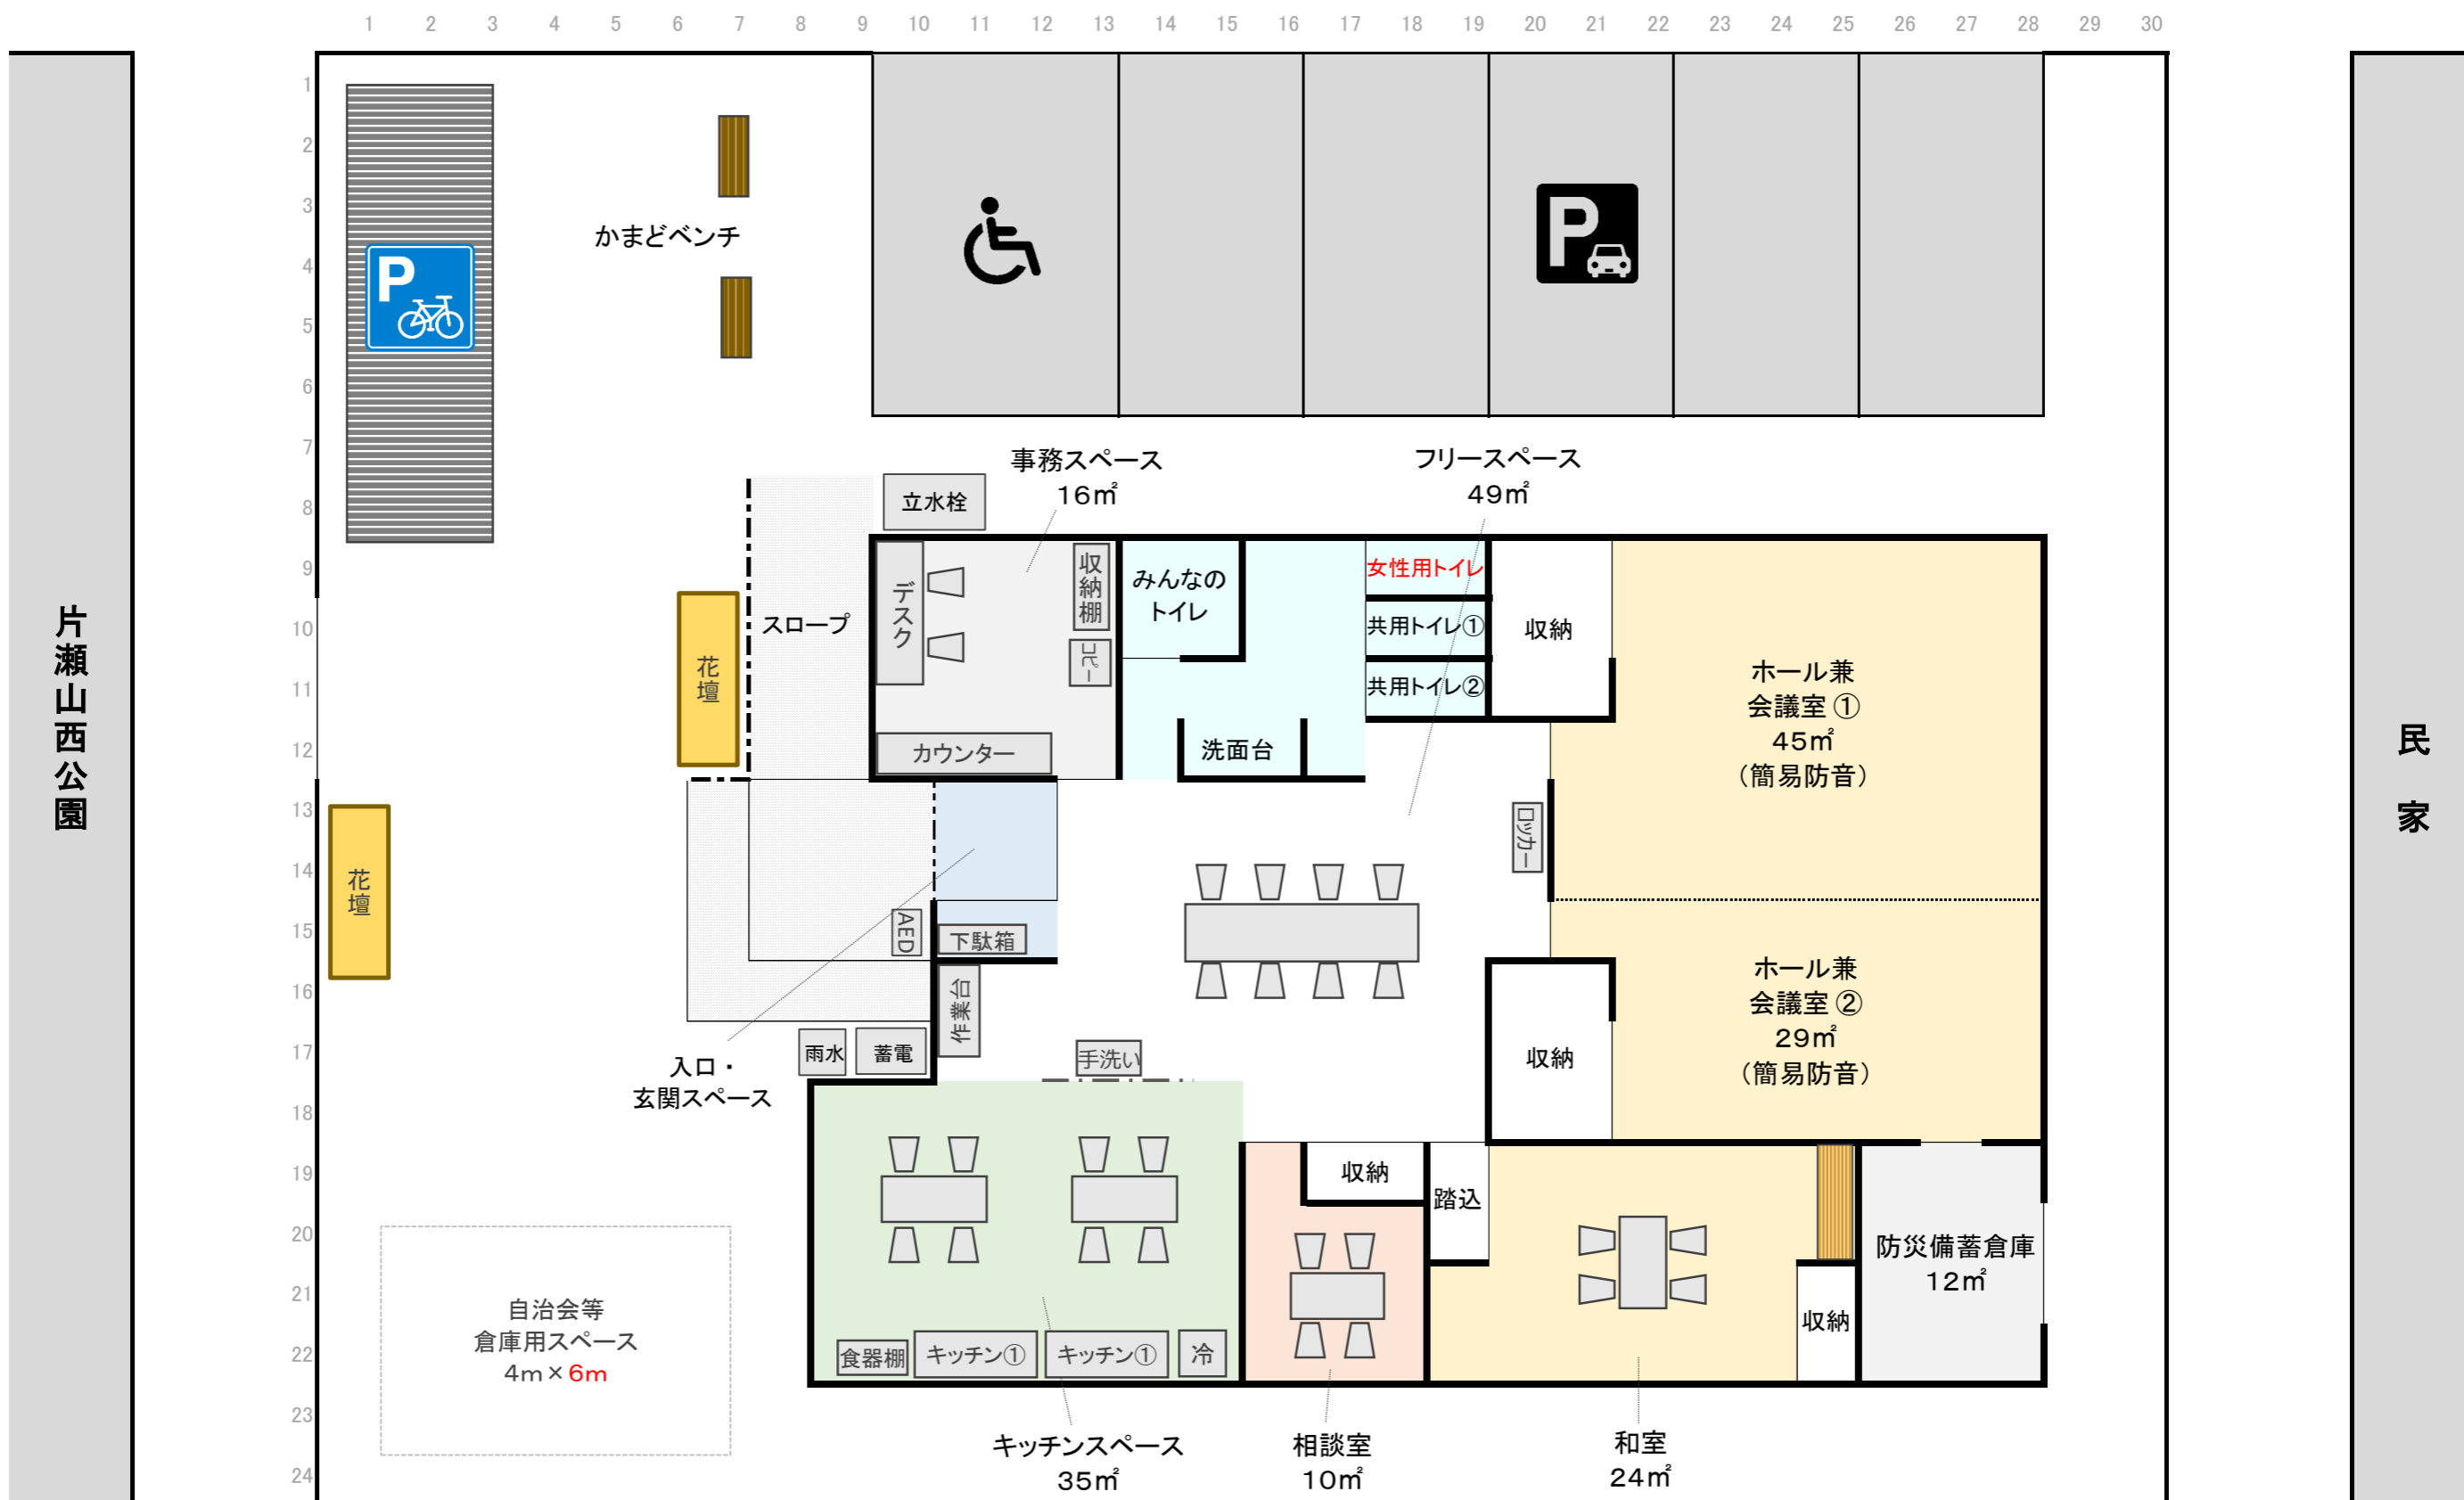 1 2 3 4 5 6 7 8 9 10 11 12 13 14 15 16 17 18 19 20 21 22 23 24 25 26 27 28 29 30
1
2
3
4
5
6
7
8
9
10
11
12
13
14
15
16
17
18
19
20
21
22
23
24
片瀬山西公園
民家
P
かまどベンチ
P
事務スペース
16㎡
フリースペース
49㎡
立水栓
スロープ
花壇
花壇
デスク
収納棚
コピー
カウンター
みんなの
トイレ
洗面台
女性用トイレ
共用トイレ①
共用トイレ②
収納
ホール兼
会議室①
45㎡
（簡易防音）
ロッカー
ホール兼
会議室②
29㎡
（簡易防音）
収納
AED
下駄箱
作業台
雨水
蓄電
手洗い
入口・
玄関スペース
収納
踏込
防災備蓄倉庫
12㎡
収納
自治会等
倉庫用スペース
4m×6m
食器棚
キッチン①
キッチン①
冷
キッチンスペース
35㎡
相談室
10㎡
和室
24㎡